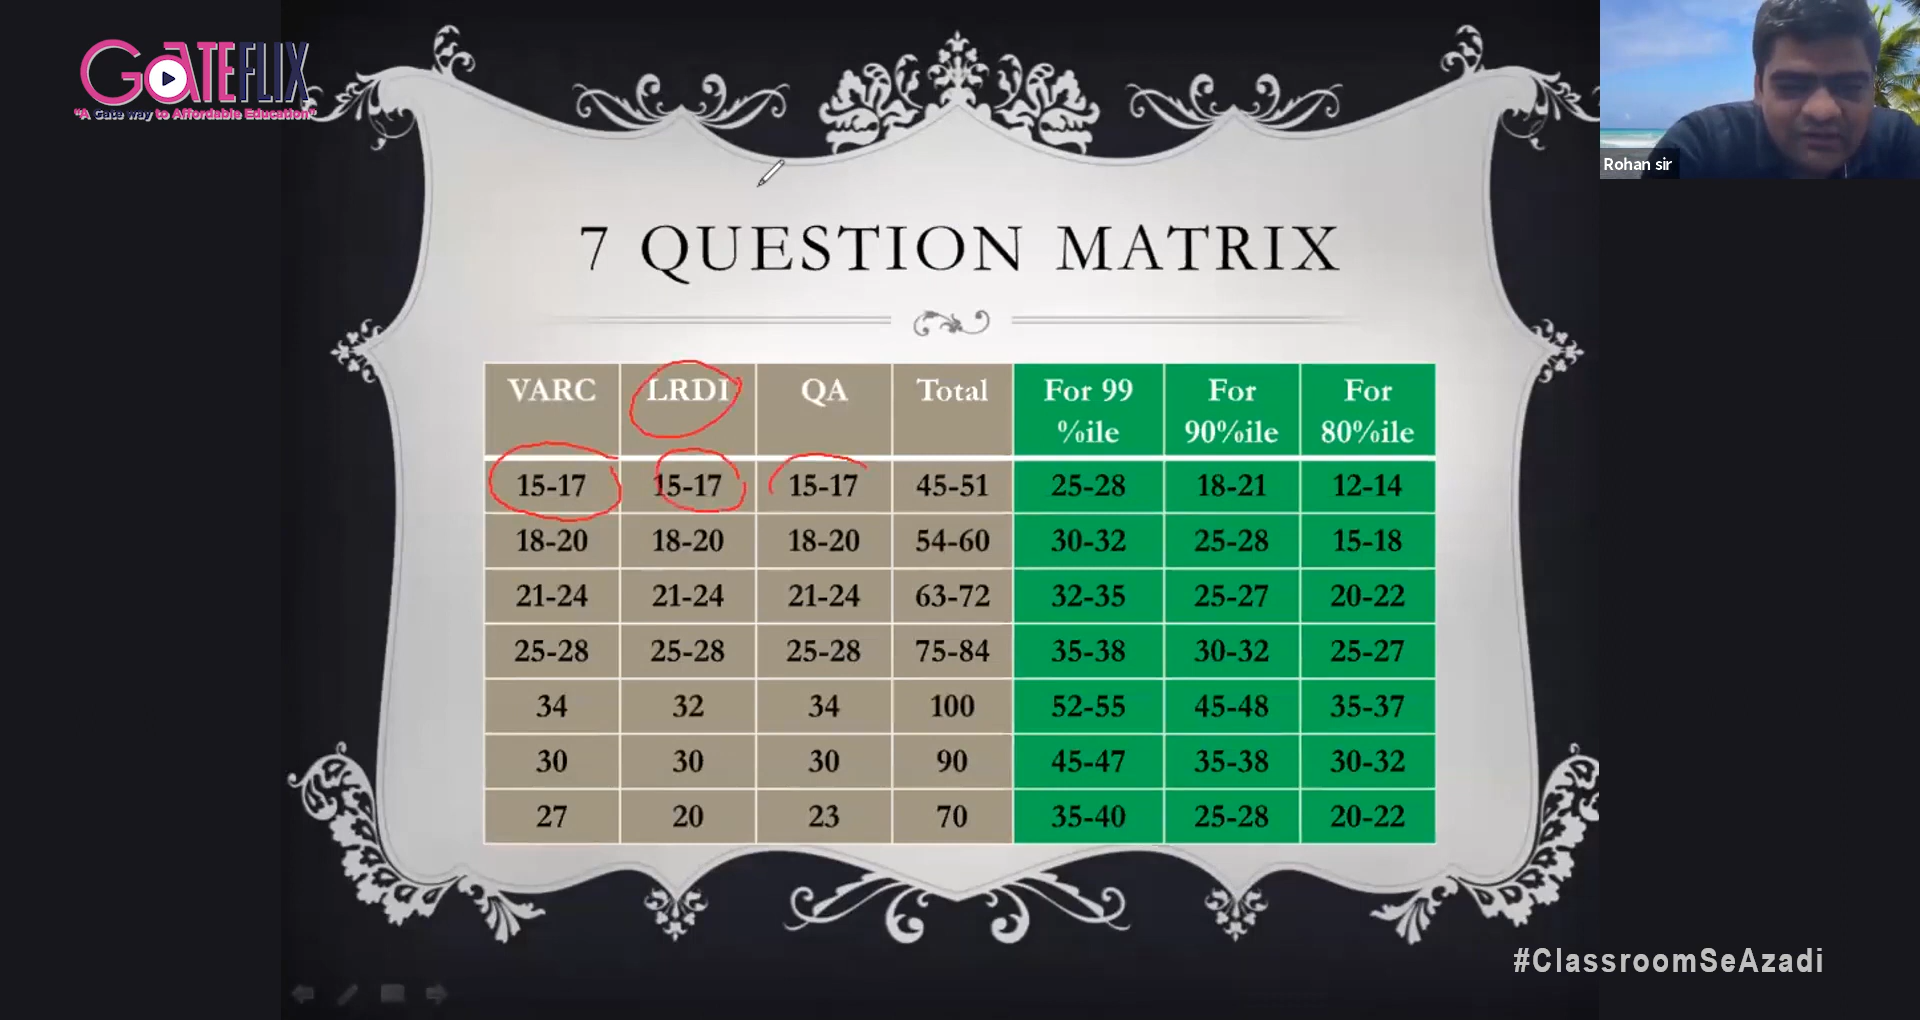 GATEFLIX
"A Gate way to Affordable Education"
Rohan sir
7 QUESTION MATRIX
VARC LRDI QA Total For 99 %ile For 90%ile For 80%ile
15-17 15-17 15-17 45-51 25-28 18-21 12-14
18-20 18-20 18-20 54-60 30-32 25-28 15-18
21-24 21-24 21-24 63-72 32-35 25-27 20-22
25-28 25-28 25-28 75-84 35-38 30-32 25-27
34 32 34 100 52-55 45-48 35-37
30 30 30 90 45-47 35-38 30-32
27 20 23 70 35-40 25-28 20-22
#ClassroomSeAzadi